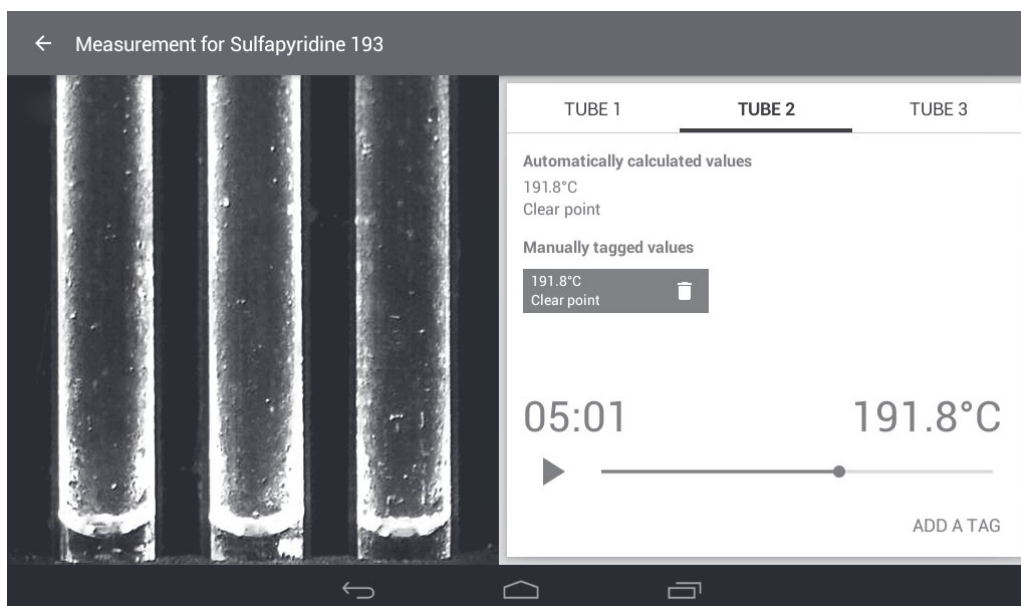 Measurement for Sulfapyridine 193
TUBE 1
TUBE 2
TUBE 3
Automatically calculated values
191.8°C
Clear point
Manually tagged values
191.8°C
Clear point
05:01
191.8°C
ADD A TAG